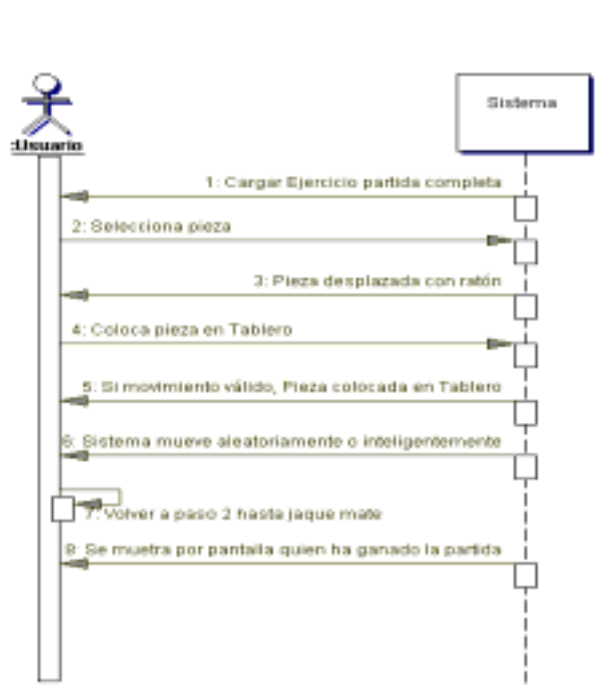 :Usuario
Sistema
1: Cargar Ejercicio partida completa
2: Selecciona pieza
3: Pieza desplazada con ratón
4: Coloca pieza en Tablero
5: Si movimiento válido, Pieza colocada en Tablero
6: Sistema mueve aleatoriamente o inteligentemente
7: Volver a paso 2 hasta jaque mate
8: Se muetra por pantalla quien ha ganado la partida